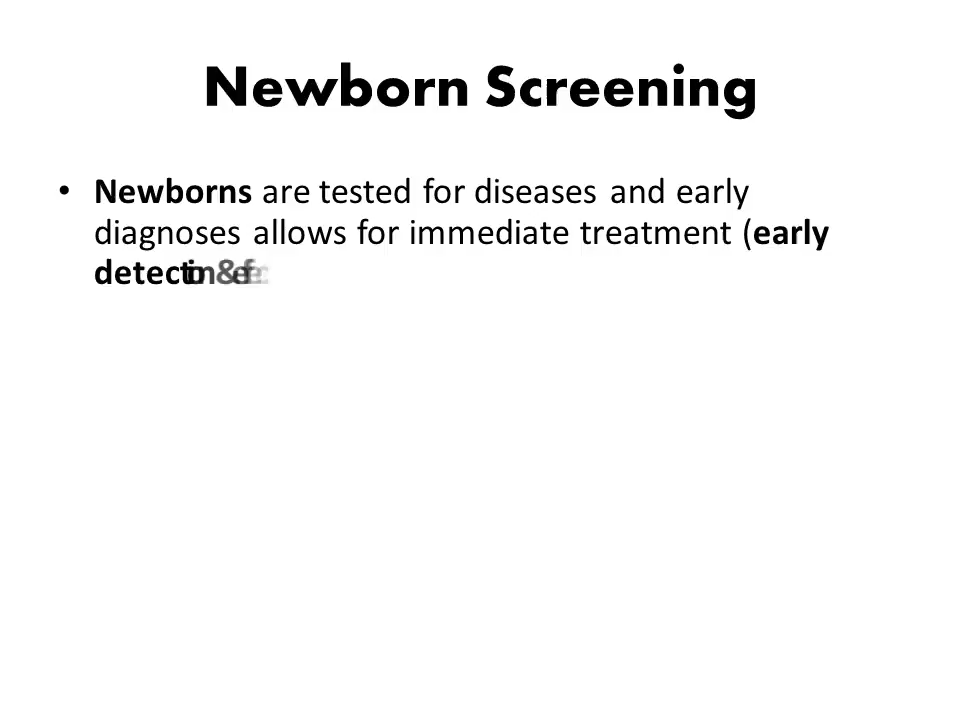 Newborn Screening
• Newborns are tested for diseases and early
diagnoses allows for immediate treatment (early
detection &